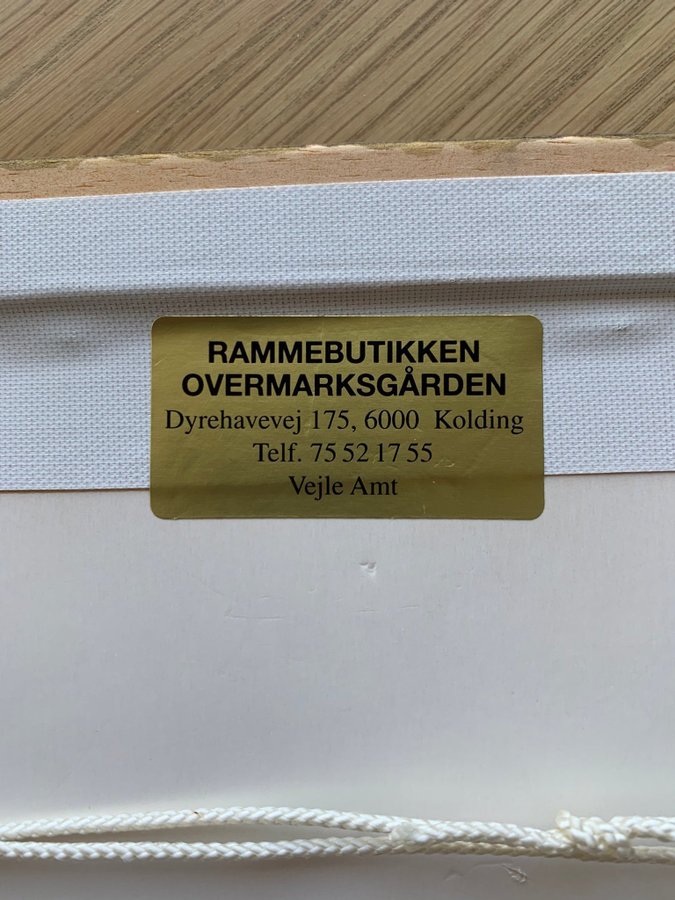 RAMMEBUTIKKEN
OVERMARKSGÅRDEN
Dyrehavevej 175, 6000 Kolding
Telf. 75 52 17 55
Vejle Amt